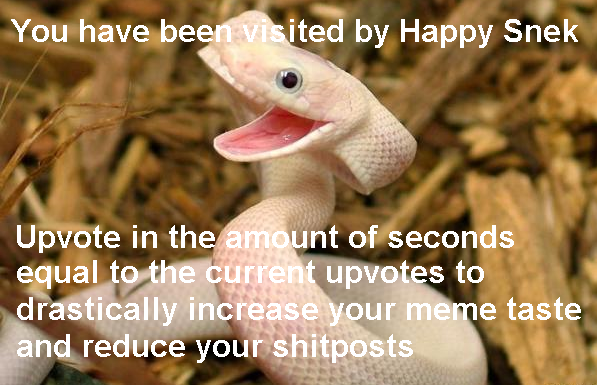 You have been visited by Happy Snek
Upvote in the amount of seconds
equal to the current upvotes to
drastically increase your meme taste
and reduce your shitposts